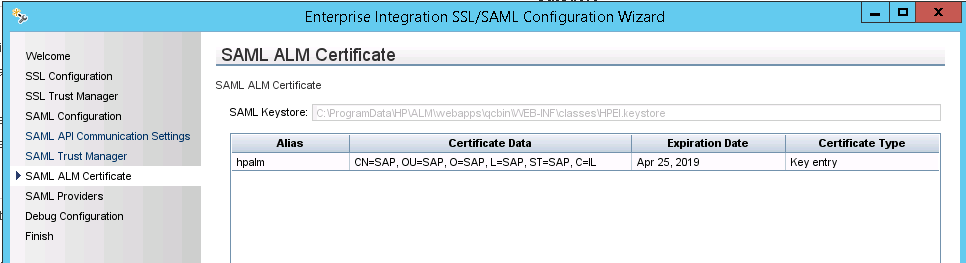 Enterprise Integration SSL/SAML Configuration Wizard
Welcome
SSL Configuration
SSL Trust Manager
SAML Configuration
SAML API Communication Settings
SAML Trust Manager
SAML ALM Certificate
SAML Providers
Debug Configuration
Finish
SAML ALM Certificate
SAML ALM Certificate
SAML Keystore: C:\ProgramData\HP\ALM\webapps\qcbin\WEB-INF\classes\HPEI.keystore
Alias Certificate Data Expiration Date Certificate Type
hpalm CN=SAP, OU=SAP, O=SAP, L=SAP, ST=SAP, C=IL Apr 25, 2019 Key entry